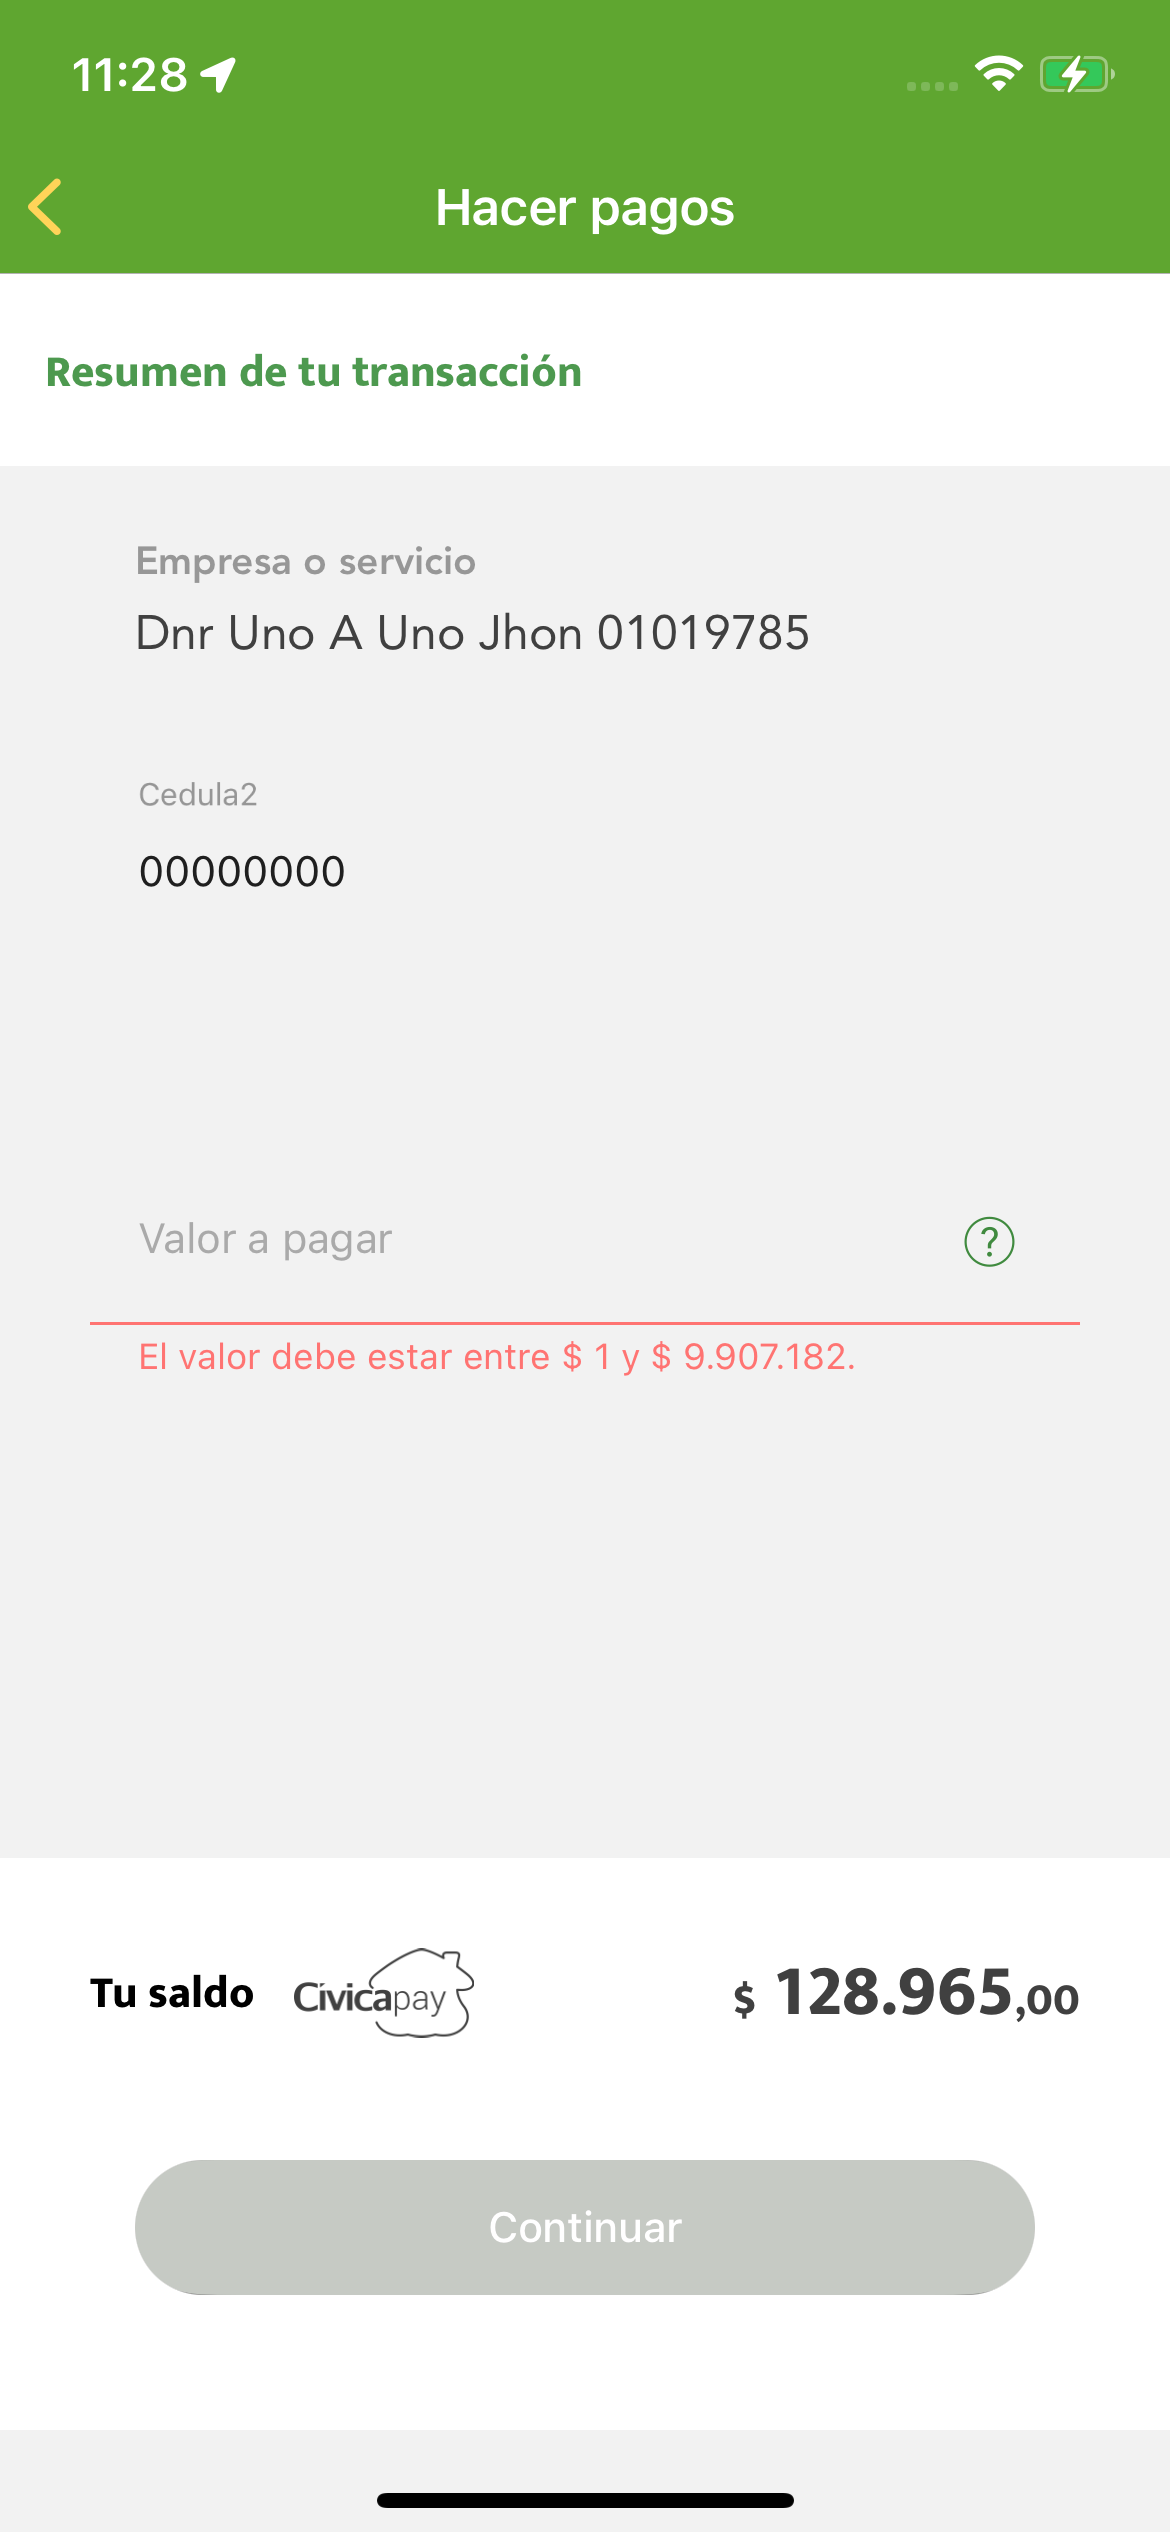 11:28
Hacer pagos
Resumen de tu transacción
Empresa o servicio
Dnr Uno A Uno Jhon 01019785
Cedula2
00000000
Valor a pagar ?
El valor debe estar entre $ 1 y $ 9.907.182.
Tu saldo Cívicapay $ 128.965,00
Continuar